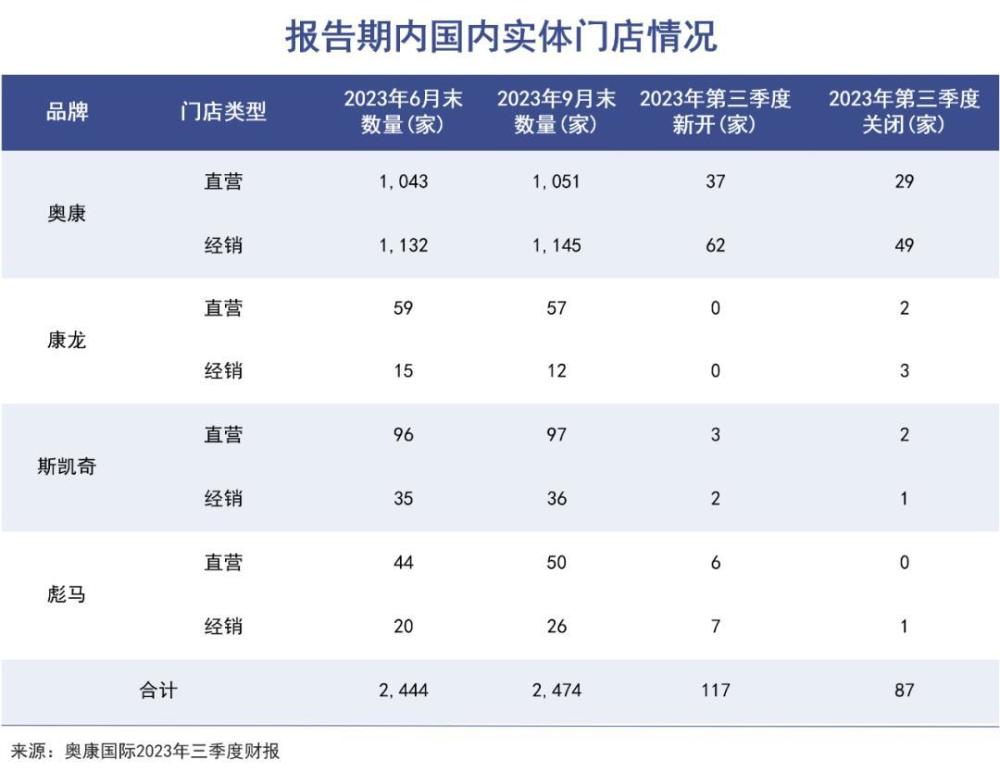 报告期内国内实体门店情况
品牌 门店类型 2023年6月末数量(家) 2023年9月末数量(家) 2023年第三季度新开(家) 2023年第三季度关闭(家)
奥康 直营 1,043 1,051 37 29
经销 1,132 1,145 62 49
康龙 直营 59 57 0 2
经销 15 12 0 3
斯凯奇 直营 96 97 3 2
经销 35 36 2 1
彪马 直营 44 50 6 0
经销 20 26 7 1
合计 2,444 2,474 117 87
来源：奥康国际2023年三季度财报